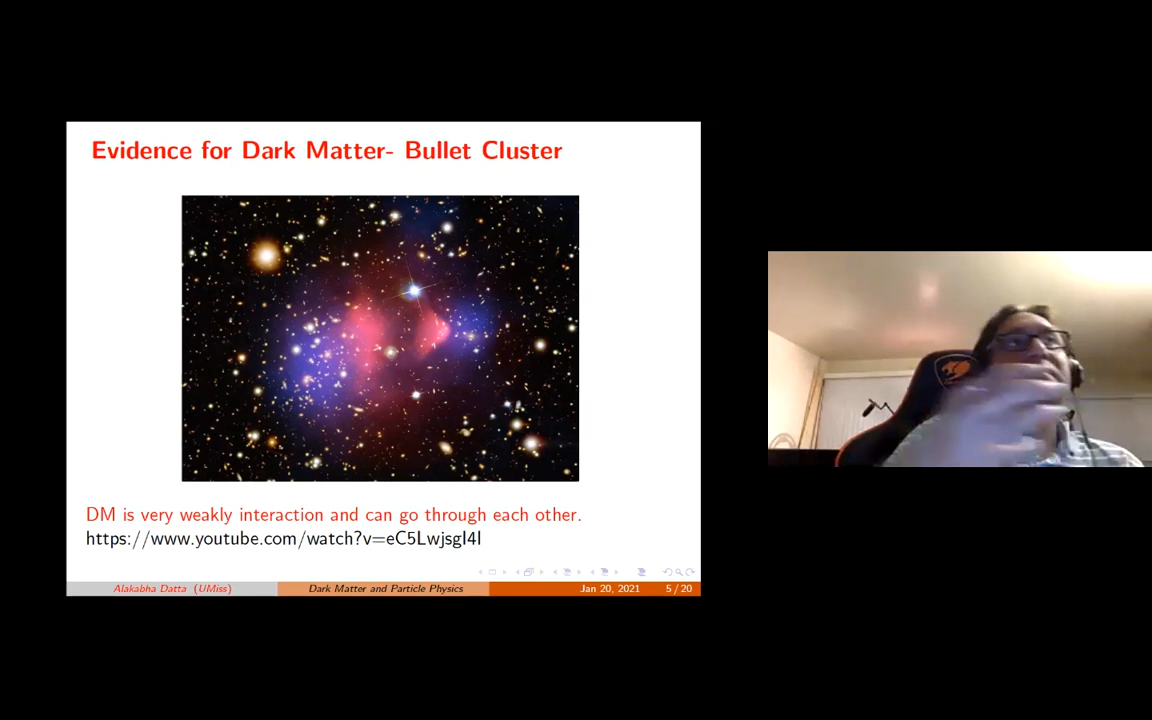 Evidence for Dark Matter- Bullet Cluster
DM is very weakly interaction and can go through each other.
https://www.youtube.com/watch?v=eC5LwjsgI4I
Alakabha Datta (UMiss)
Dark Matter and Particle Physics
Jan 20, 2021
5 / 20